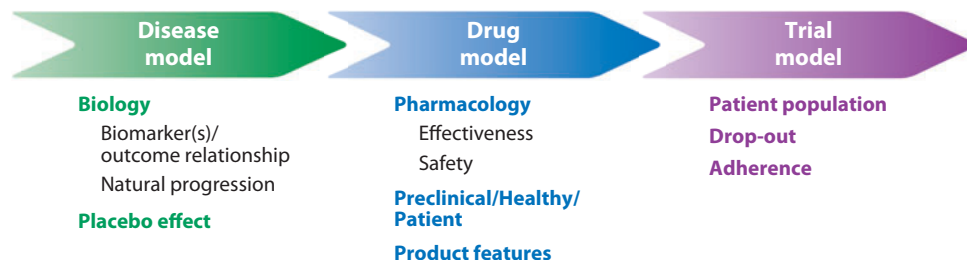 Disease
model
Biology
Biomarker(s)/
outcome relationship
Natural progression
Placebo effect
Drug
model
Pharmacology
Effectiveness
Safety
Preclinical/Healthy/
Patient
Product features
Trial
model
Patient population
Drop-out
Adherence